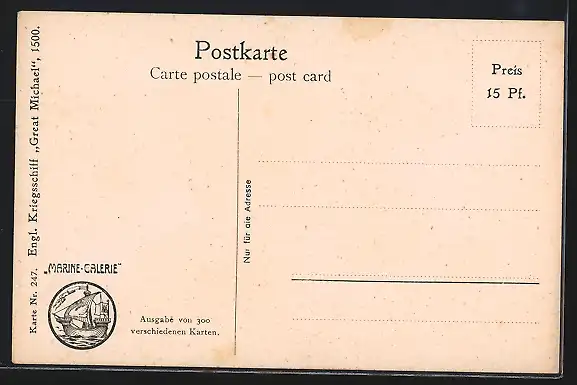 Postkarte
Carte postale — post card
Preis
15 Pf.
Karte Nr. 247. Engl. Kriegsschiff „Great Michael“, 1500.
Nur für die Adresse
„MARINE-GALERIE“
Ausgabe von 300
verschiedenen Karten.